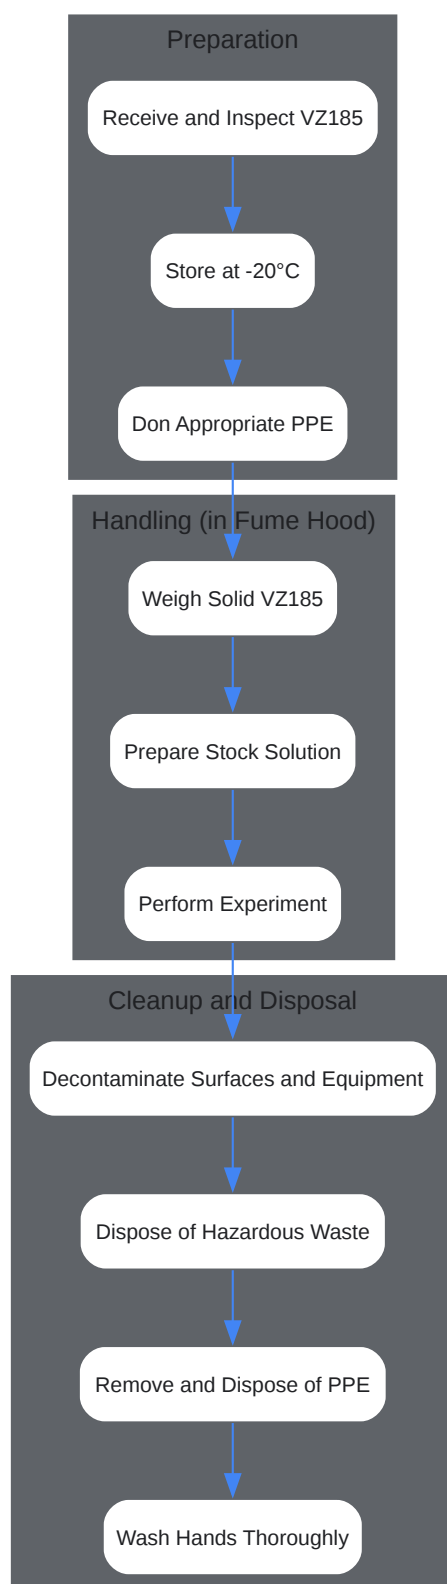 Preparation
Receive and Inspect VZ185
Store at -20°C
Don Appropriate PPE
Handling (in Fume Hood)
Weigh Solid VZ185
Prepare Stock Solution
Perform Experiment
Cleanup and Disposal
Decontaminate Surfaces and Equipment
Dispose of Hazardous Waste
Remove and Dispose of PPE
Wash Hands Thoroughly